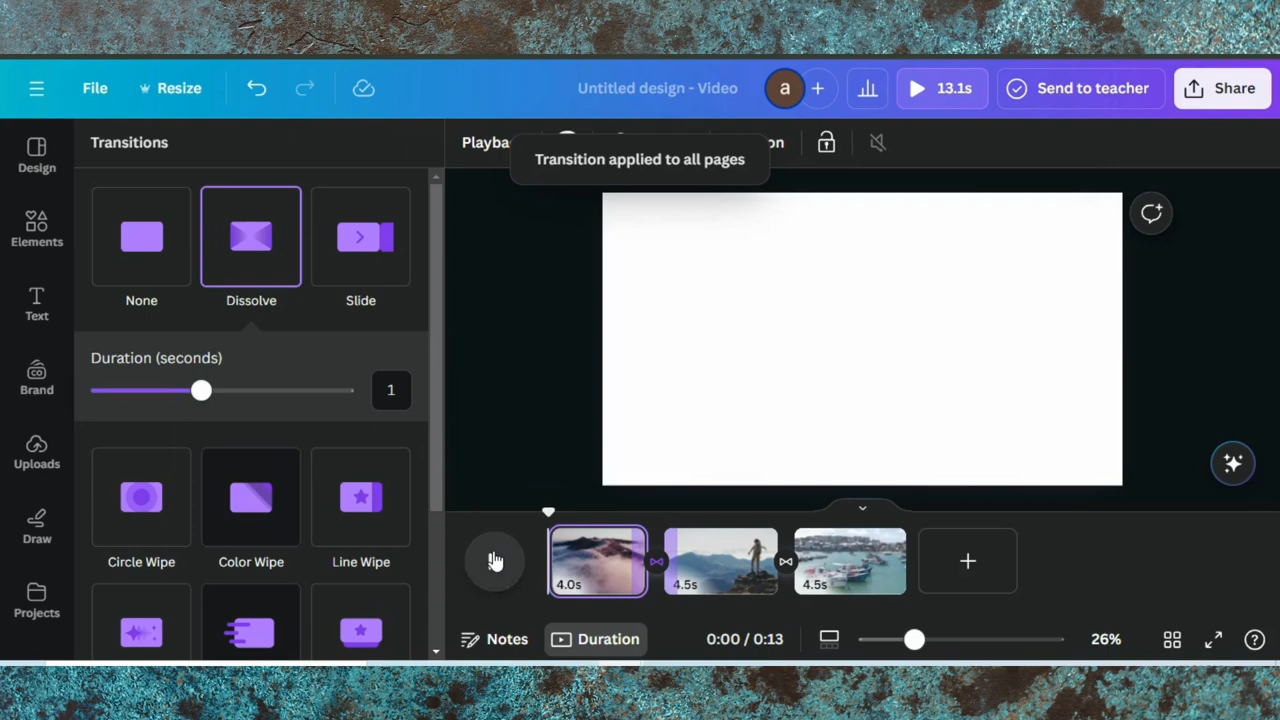 File
Resize
Untitled design - Video
a
13.1s
Send to teacher
Share
Design
Elements
Text
Brand
Uploads
Draw
Projects
Transitions
None
Dissolve
Slide
Duration (seconds)
1
Circle Wipe
Color Wipe
Line Wipe
Transition applied to all pages
4.0s
4.5s
4.5s
Notes
Duration
0:00 / 0:13
26%